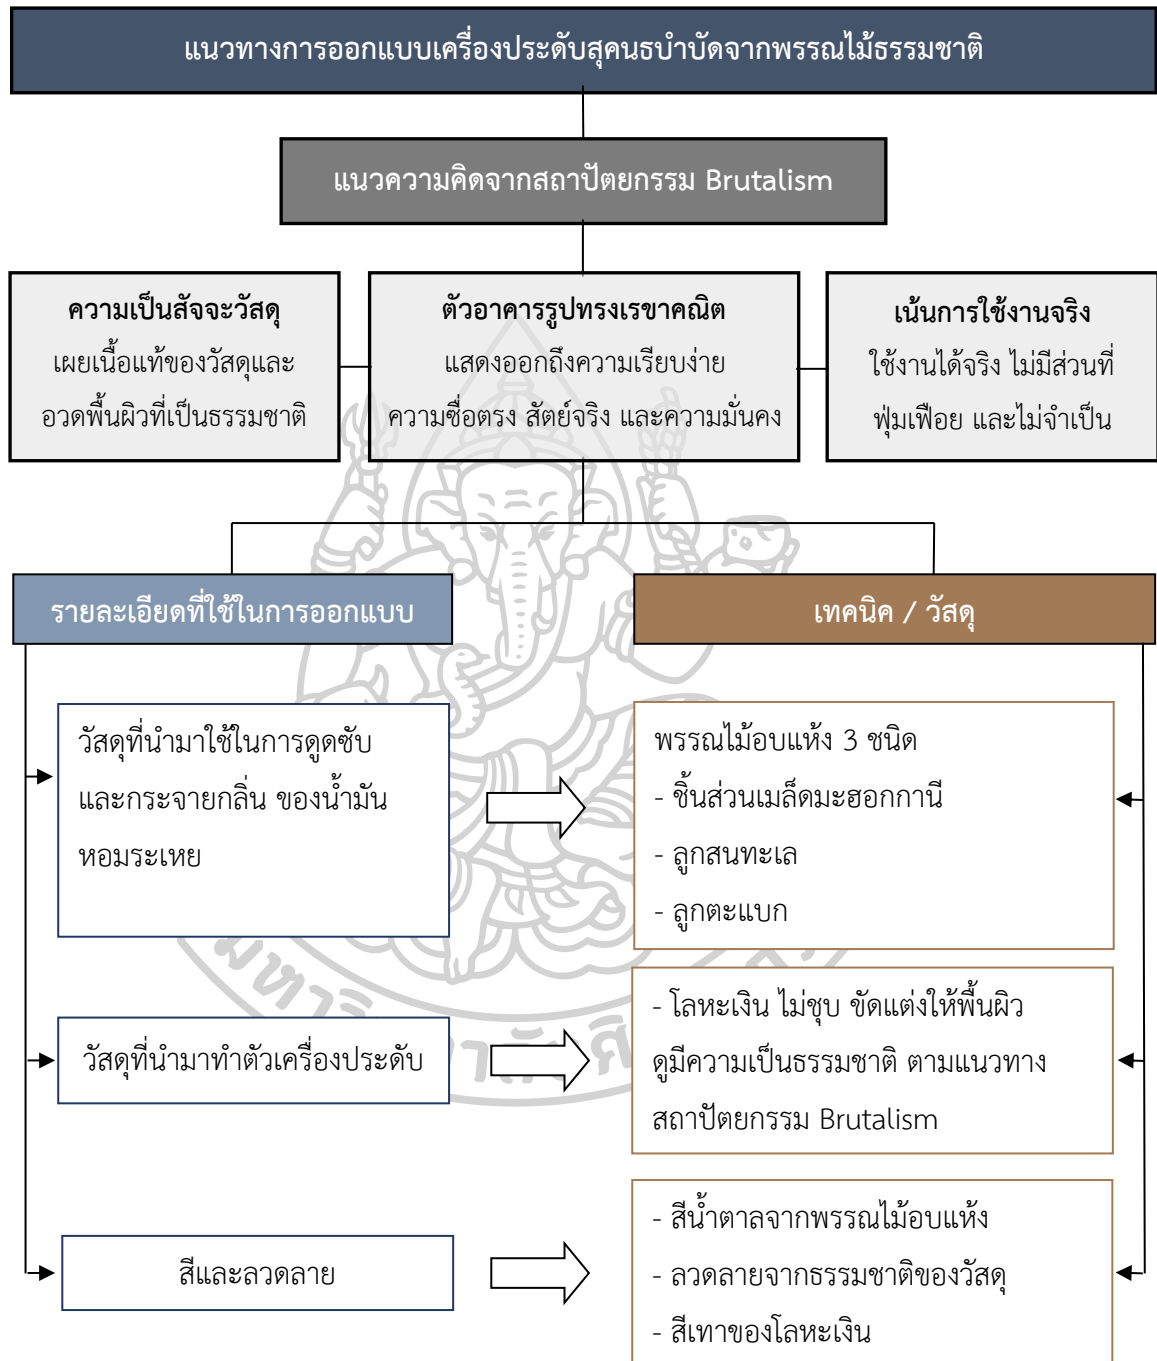 แนวทางการออกแบบเครื่องประดับสุคนธบำบัดจากพรรณไม้ธรรมชาติ
แนวความคิดจากสถาปัตยกรรม Brutalism
ความเป็นสัจจะวัสดุ
เผยเนื้อแท้ของวัสดุและ
อวดพื้นผิวที่เป็นธรรมชาติ
ตัวอาคารรูปทรงเรขาคณิต
แสดงออกถึงความเรียบง่าย
ความซื่อตรง สัตย์จริง และความมั่นคง
เน้นการใช้งานจริง
ใช้งานได้จริง ไม่มีส่วนที่
ฟุ่มเฟือย และไม่จำเป็น
รายละเอียดที่ใช้ในการออกแบบ
เทคนิค / วัสดุ
วัสดุที่นำมาใช้ในการดูดซับ
และกระจายกลิ่น ของน้ำมัน
หอมระเหย
พรรณไม้อบแห้ง 3 ชนิด
- ชิ้นส่วนเมล็ดมะฮอกกานี
- ลูกสนทะเล
- ลูกตะแบก
วัสดุที่นำมาทำตัวเครื่องประดับ
- โลหะเงิน ไม่ชุบ ขัดแต่งให้พื้นผิว
ดูมีความเป็นธรรมชาติ ตามแนวทาง
สถาปัตยกรรม Brutalism
สีและลวดลาย
- สีน้ำตาลจากพรรณไม้อบแห้ง
- ลวดลายจากธรรมชาติของวัสดุ
- สีเทาของโลหะเงิน